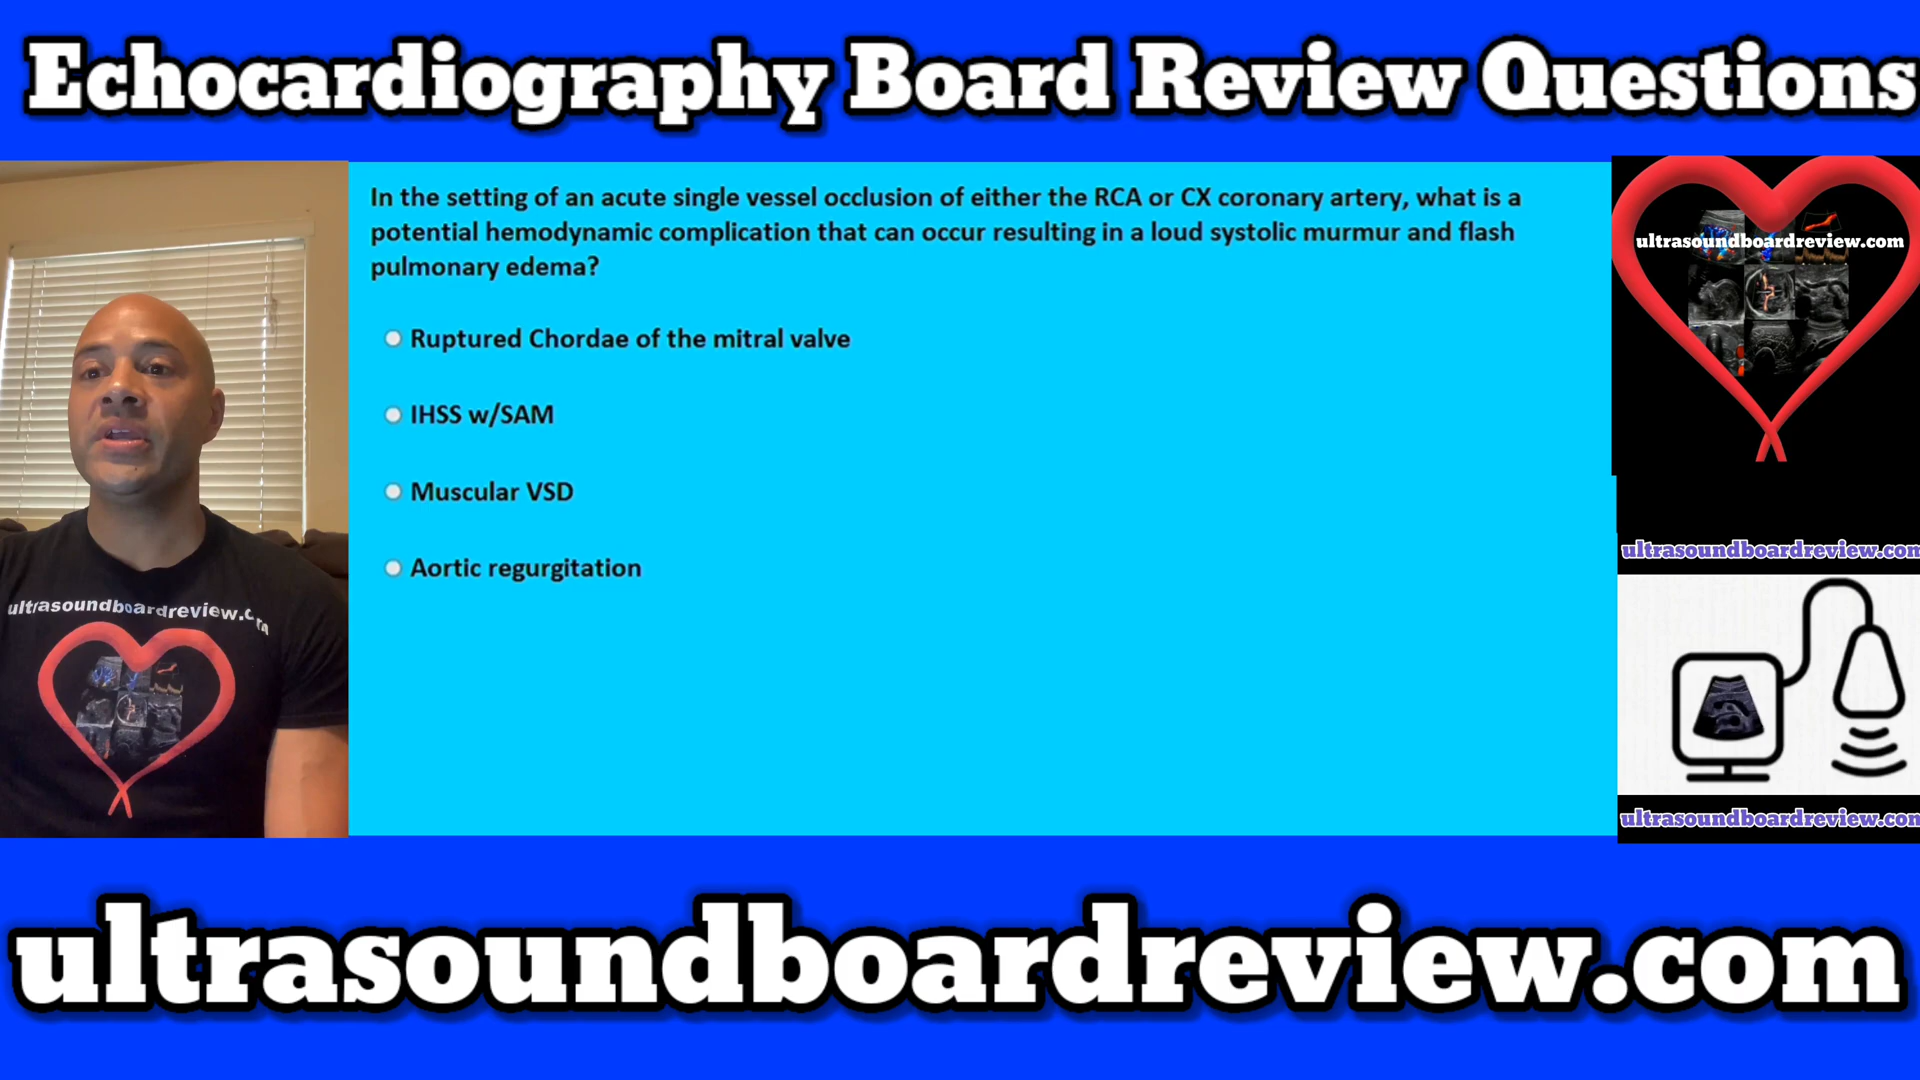 Echocardiography Board Review Questions
In the setting of an acute single vessel occlusion of either the RCA or CX coronary artery, what is a
potential hemodynamic complication that can occur resulting in a loud systolic murmur and flash
pulmonary edema?
Ruptured Chordae of the mitral valve
IHSS w/SAM
Muscular VSD
Aortic regurgitation
ultrasoundboardreview.com
ultrasoundboardreview.com
ultrasoundboardreview.com
ultrasoundboardreview.com
ultrasoundboardreview.com